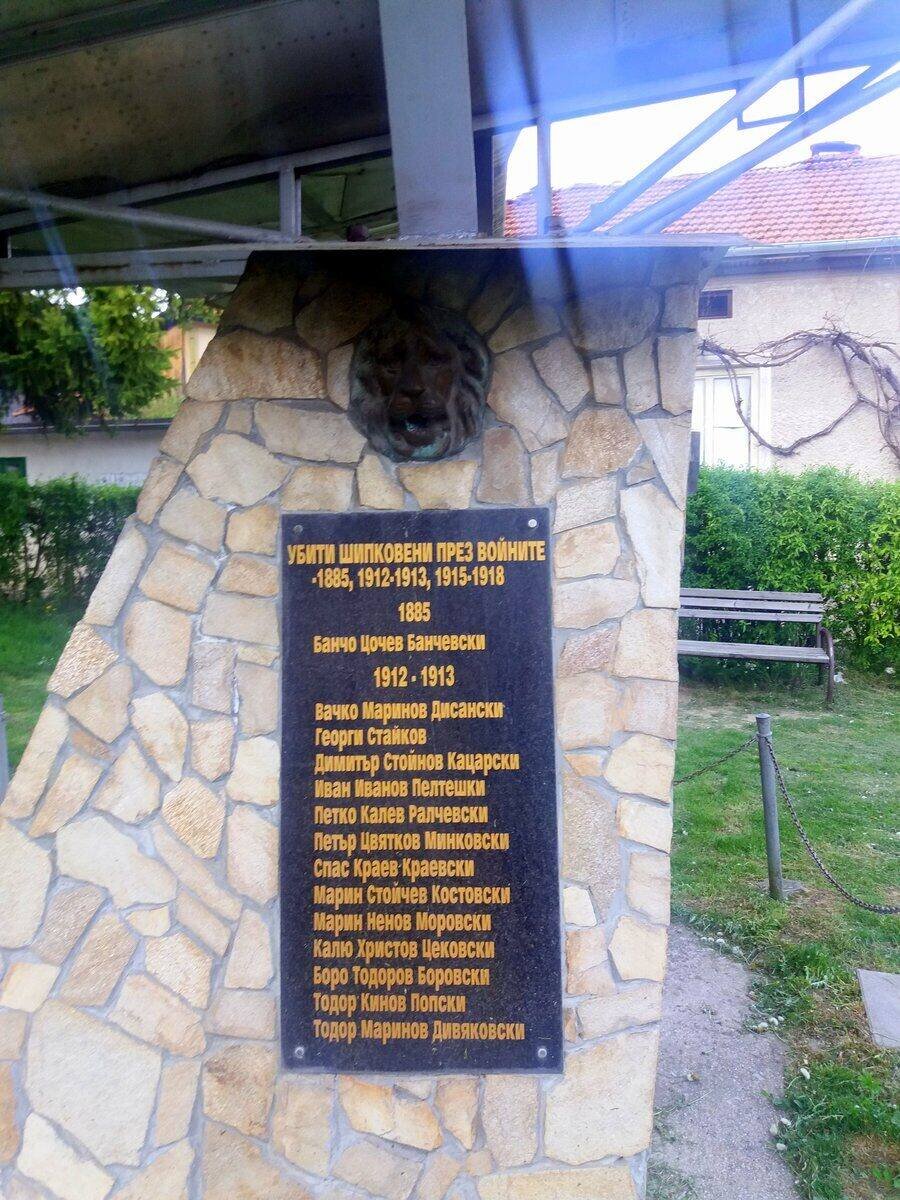 УБИТИ ШИПКОВЕНИ ПРЕЗ ВОЙНИТЕ
-1885, 1912-1913, 1915-1918
1885
Банчо Цочев Банчевски
1912 - 1913
Вачко Маринов Дисански
Георги Стайков
Димитър Стойнов Кацарски
Иван Иванов Пелтешки
Петко Калев Ралчевски
Петър Цвятков Минковски
Спас Краев Краевски
Марин Стойчев Костовски
Марин Ненов Моровски
Калю Христов Цековски
Боро Тодоров Боровски
Тодор Кинов Попски
Тодор Маринов Дивяковски